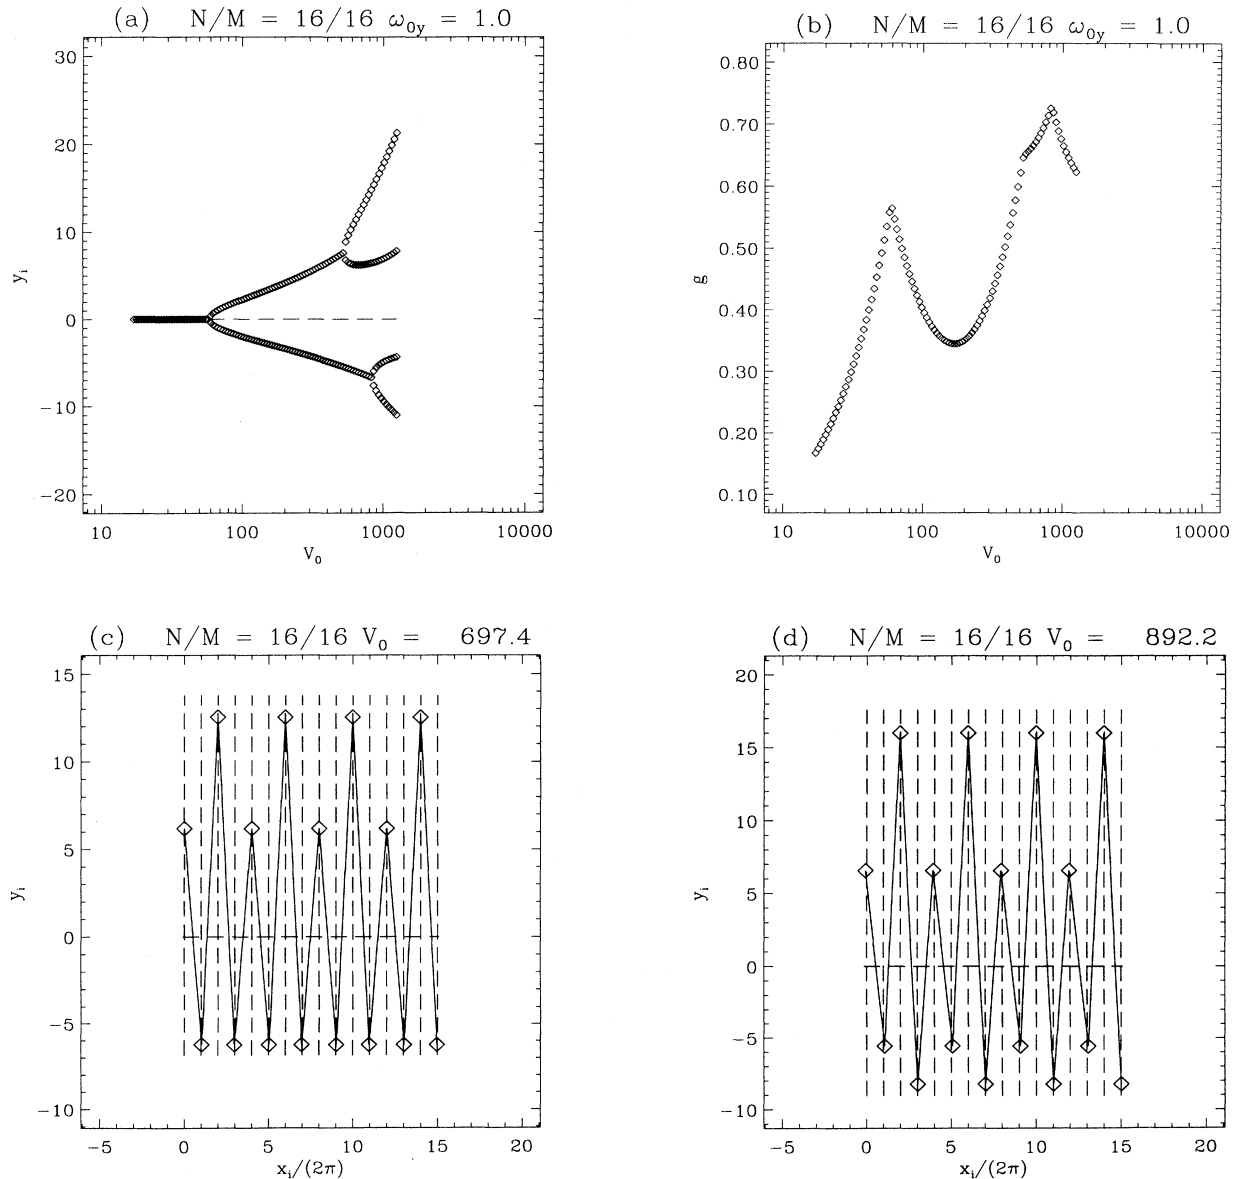 (a) N/M = 16/16 ω0y = 1.0
30
20
10
0
−10
−20
yi
10 100 1000 10000
V0
(b) N/M = 16/16 ω0y = 1.0
0.80
0.70
0.60
0.50
0.40
0.30
0.20
0.10
g
10 100 1000 10000
V0
(c) N/M = 16/16 V0 = 697.4
15
10
5
0
−5
−10
yi
−5 0 5 10 15 20
xi/(2π)
(d) N/M = 16/16 V0 = 892.2
20
15
10
5
0
−5
−10
yi
−5 0 5 10 15 20
xi/(2π)